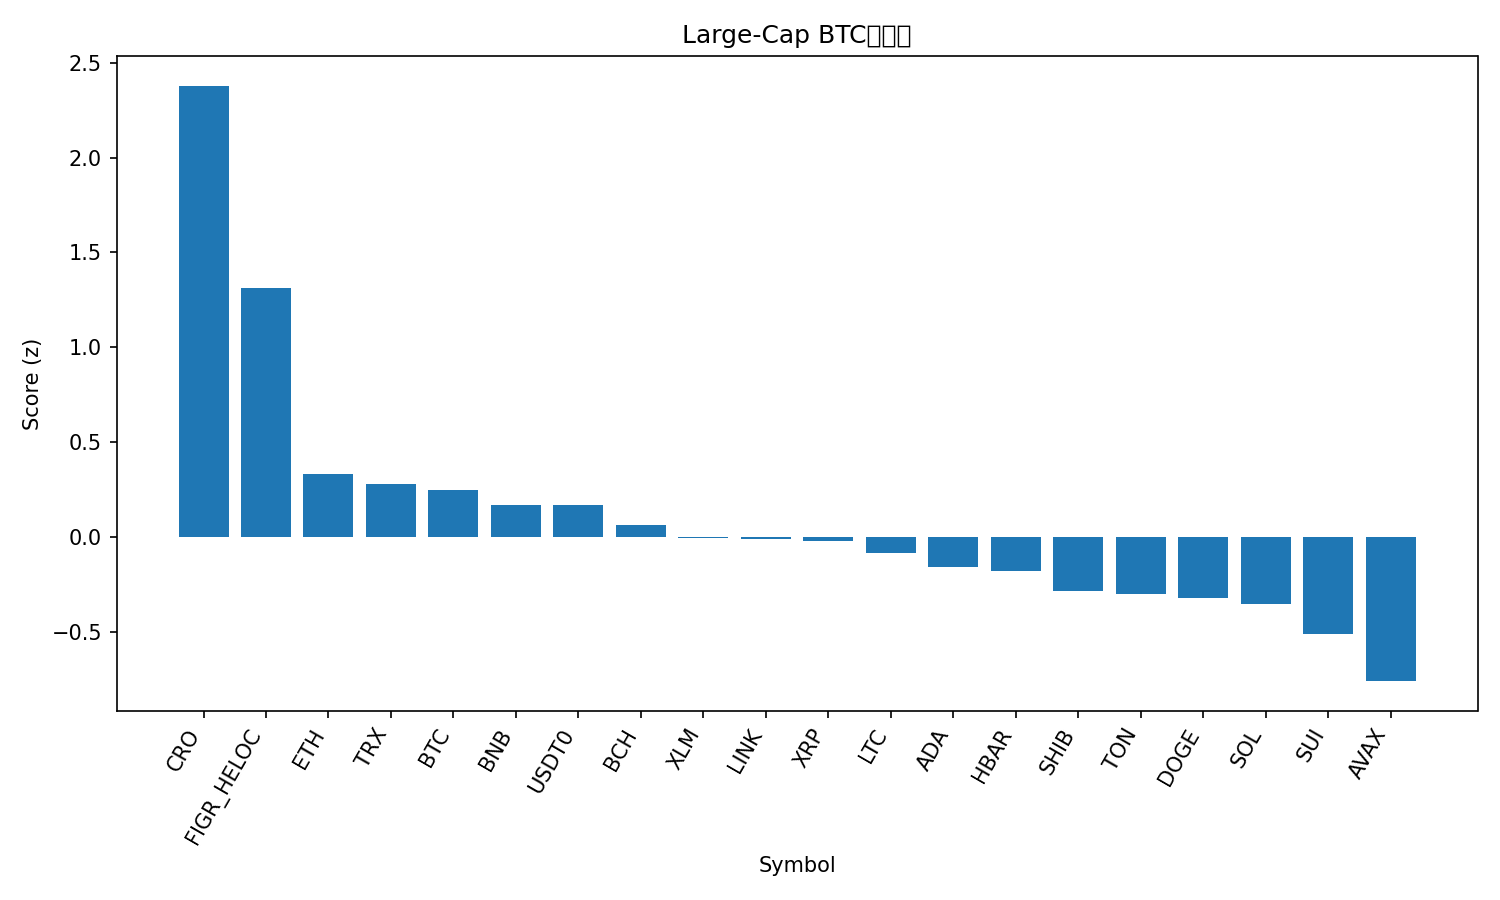 Large-Cap BTC
2.5
2.0
1.5
1.0
0.5
0.0
−0.5
Score (z)
CRO
FIGR_HELOC
ETH
TRX
BTC
BNB
USDT0
BCH
XLM
LINK
XRP
LTC
ADA
HBAR
SHIB
TON
DOGE
SOL
SUI
AVAX
Symbol